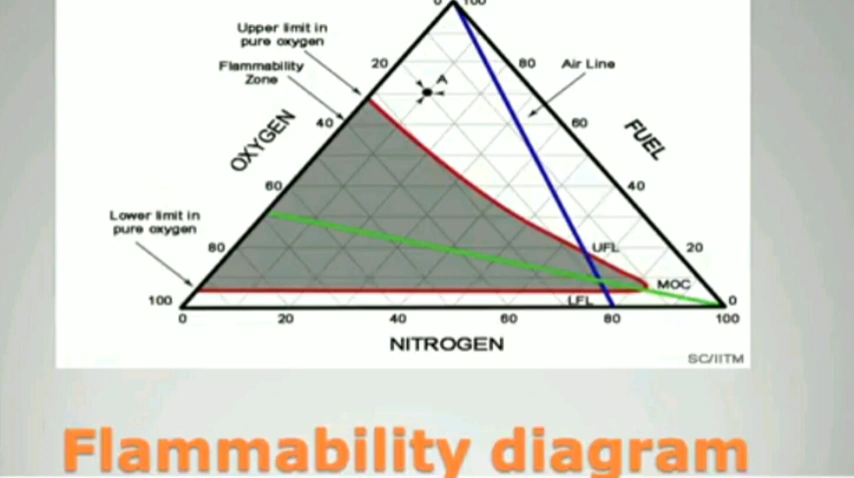 0
100
Upper limit in
pure oxygen
20
80
Air Line
Flammability
Zone
A
40
60
OXYGEN
FUEL
60
40
Lower limit in
pure oxygen
80
UFL
20
MOC
100
LFL
0
0
20
40
60
80
100
NITROGEN
SC/IITM
Flammability diagram